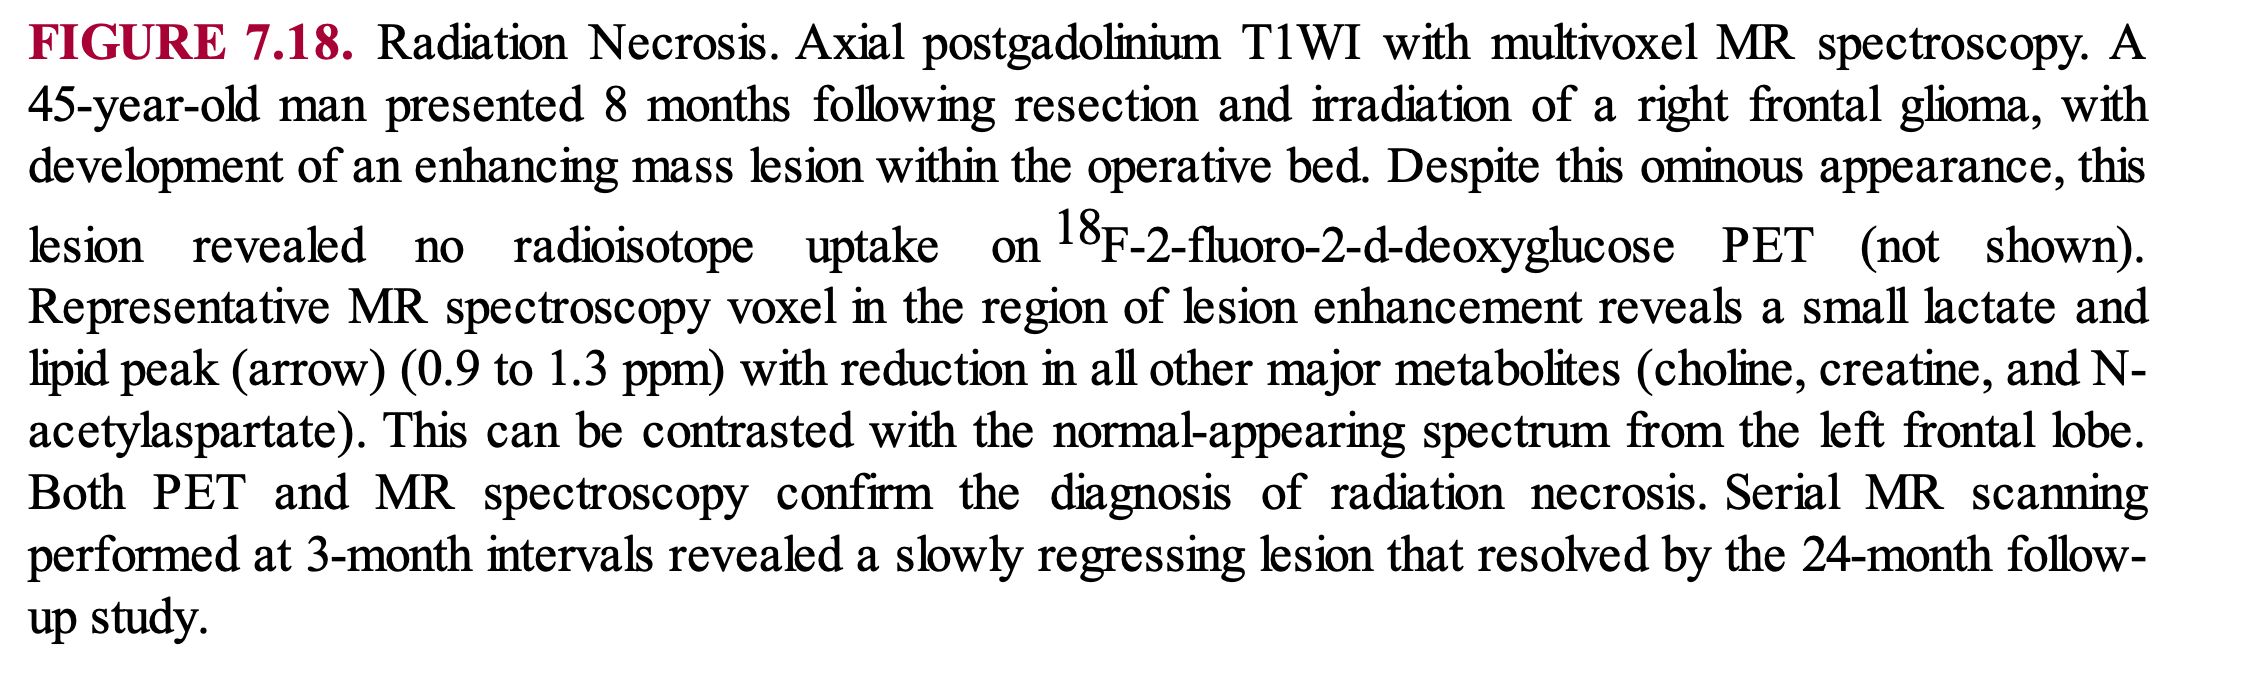 FIGURE 7.18. Radiation Necrosis. Axial postgadolinium T1WI with multivoxel MR spectroscopy. A
45-year-old man presented 8 months following resection and irradiation of a right frontal glioma, with
development of an enhancing mass lesion within the operative bed. Despite this ominous appearance, this
lesion revealed no radioisotope uptake on ¹⁸F-2-fluoro-2-d-deoxyglucose PET (not shown).
Representative MR spectroscopy voxel in the region of lesion enhancement reveals a small lactate and
lipid peak (arrow) (0.9 to 1.3 ppm) with reduction in all other major metabolites (choline, creatine, and N-
acetylaspartate). This can be contrasted with the normal-appearing spectrum from the left frontal lobe.
Both PET and MR spectroscopy confirm the diagnosis of radiation necrosis. Serial MR scanning
performed at 3-month intervals revealed a slowly regressing lesion that resolved by the 24-month follow-
up study.